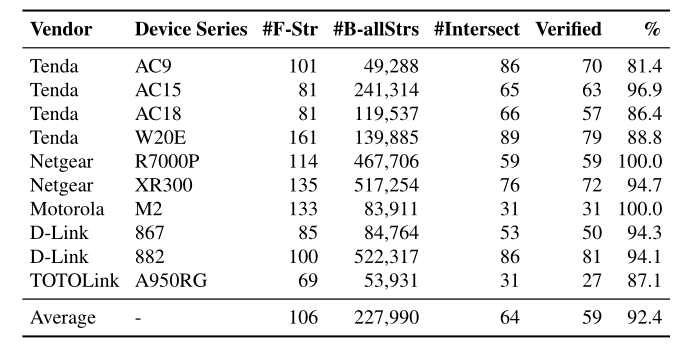 Vendor Device Series #F-Str #B-allStrs #Intersect Verified %
Tenda AC9 101 49,288 86 70 81.4
Tenda AC15 81 241,314 65 63 96.9
Tenda AC18 81 119,537 66 57 86.4
Tenda W20E 161 139,885 89 79 88.8
Netgear R7000P 114 467,706 59 59 100.0
Netgear XR300 135 517,254 76 72 94.7
Motorola M2 133 83,911 31 31 100.0
D-Link 867 85 84,764 53 50 94.3
D-Link 882 100 522,317 86 81 94.1
TOTOLink A950RG 69 53,931 31 27 87.1
Average - 106 227,990 64 59 92.4